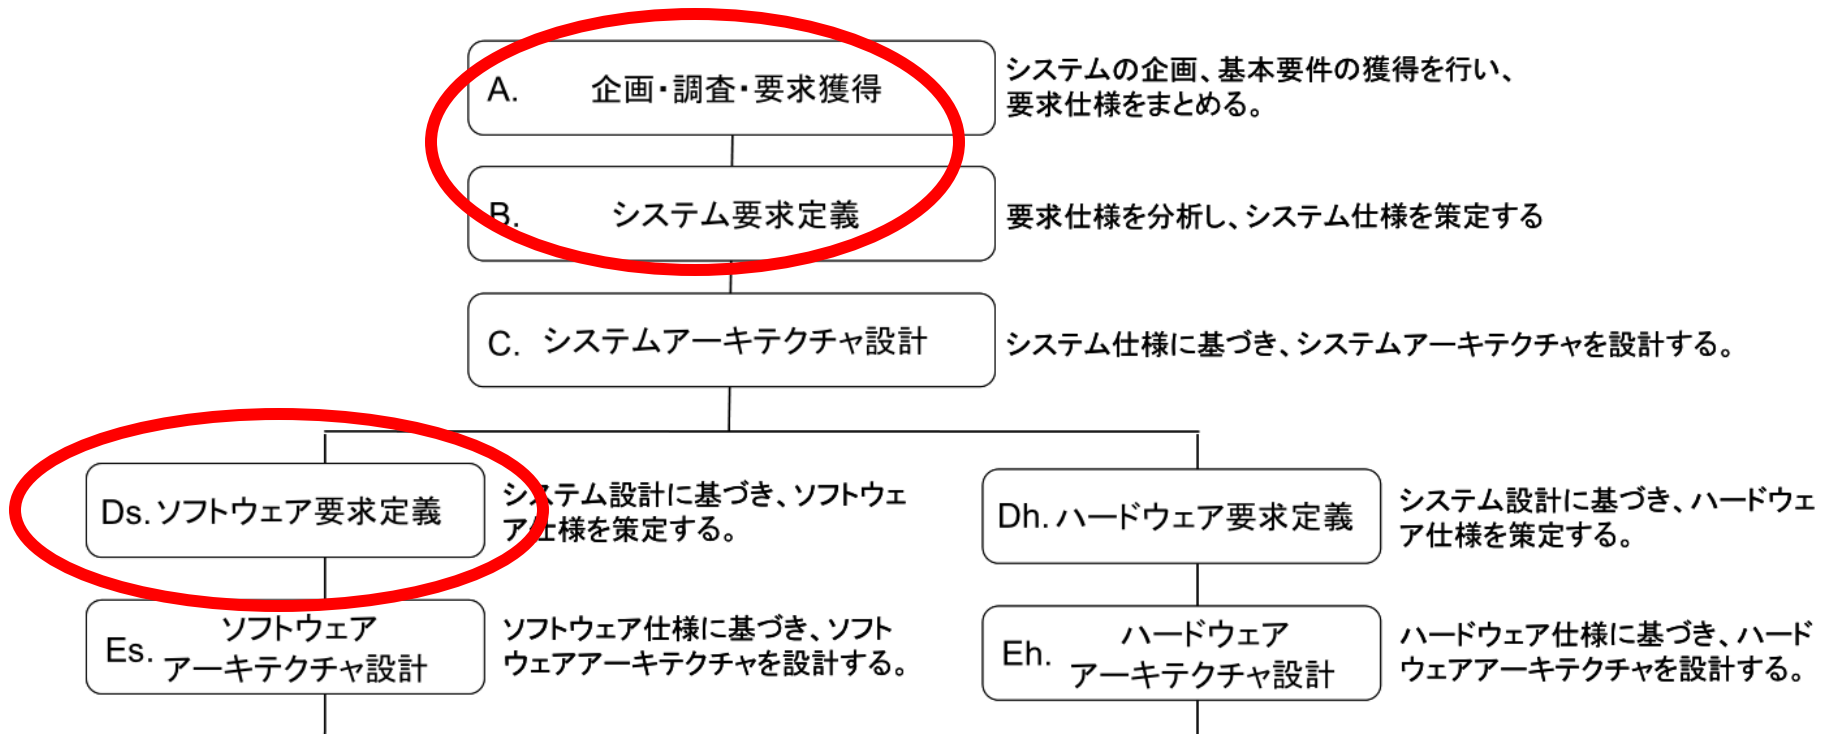 A. 企画・調査・要求獲得
システムの企画、基本要件の獲得を行い、
要求仕様をまとめる。
B. システム要求定義
要求仕様を分析し、システム仕様を策定する
C. システムアーキテクチャ設計
システム仕様に基づき、システムアーキテクチャを設計する。
Ds. ソフトウェア要求定義
システム設計に基づき、ソフトウェ
ア仕様を策定する。
Dh. ハードウェア要求定義
システム設計に基づき、ハードウェ
ア仕様を策定する。
Es. ソフトウェア
アーキテクチャ設計
ソフトウェア仕様に基づき、ソフト
ウェアアーキテクチャを設計する。
Eh. ハードウェア
アーキテクチャ設計
ハードウェア仕様に基づき、ハード
ウェアアーキテクチャを設計する。